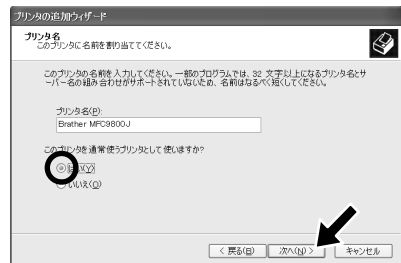 プリンタの追加ウィザード
プリンタ名
このプリンタに名前を割り当ててください。
このプリンタの名前を入力してください。一部のプログラムでは、32 文字以上になるプリンタ名とサ
ーバー名の組み合わせがサポートされていないため、名前はなるべく短くしてください。
プリンタ名(P):
Brather MFC9800J
このプリンタを通常使うプリンタとして使いますか?
はい(Y)
いいえ(O)
< 戻る(B)
次へ(N) >
キャンセル